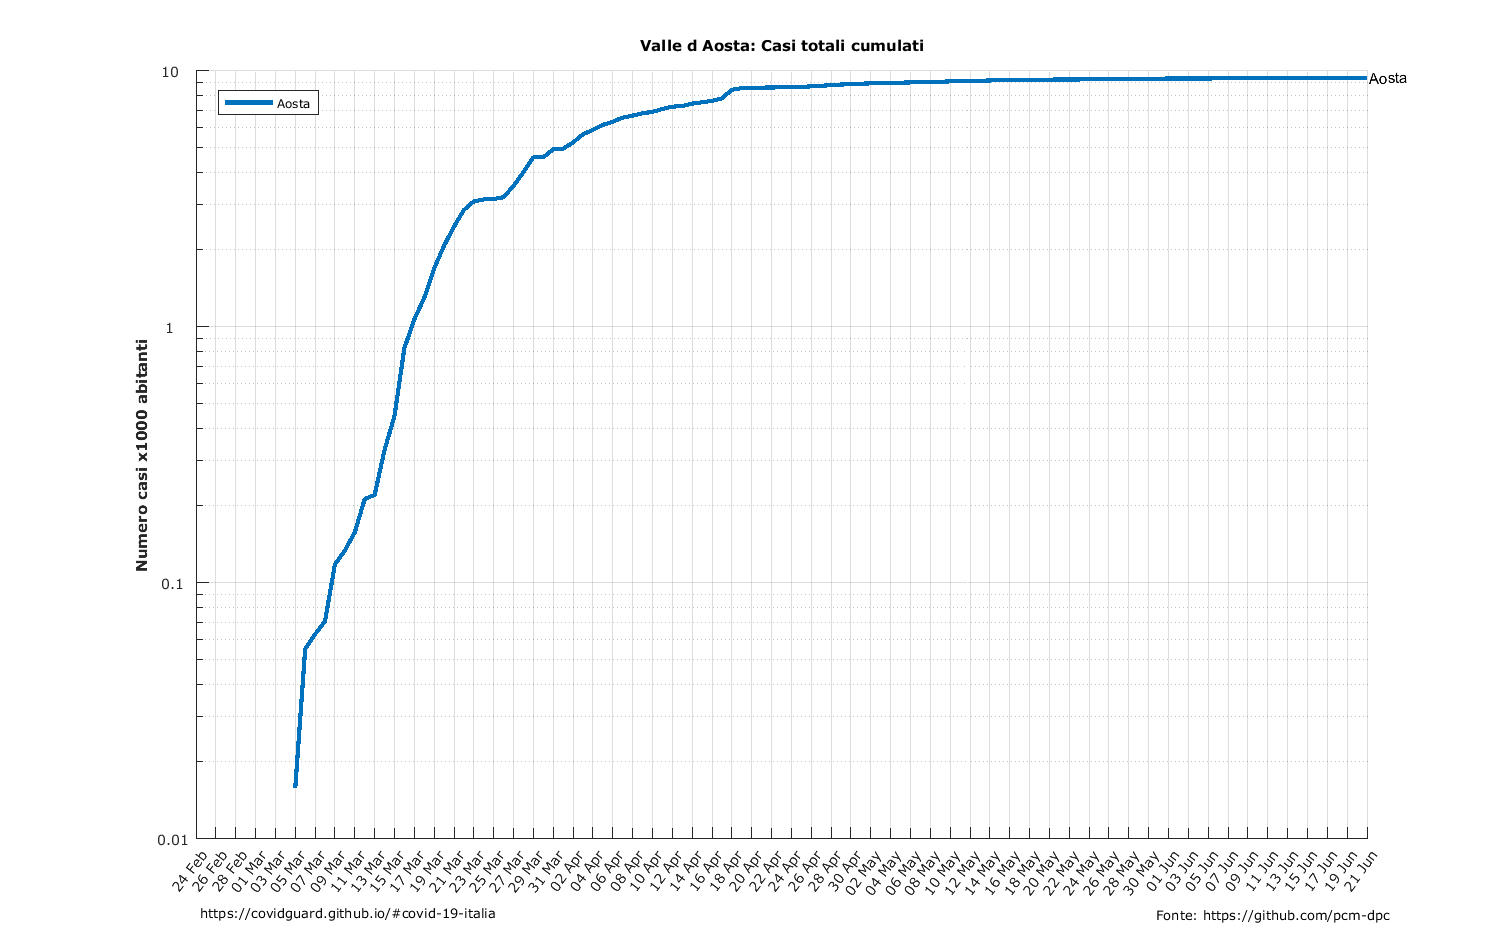 Valle d Aosta: Casi totali cumulati
10
1
0.1
0.01
Numero casi x1000 abitanti
Aosta
Aosta
24 Feb
26 Feb
28 Feb
01 Mar
03 Mar
05 Mar
07 Mar
09 Mar
11 Mar
13 Mar
15 Mar
17 Mar
19 Mar
21 Mar
23 Mar
25 Mar
27 Mar
29 Mar
31 Mar
02 Apr
04 Apr
06 Apr
08 Apr
10 Apr
12 Apr
14 Apr
16 Apr
18 Apr
20 Apr
22 Apr
24 Apr
26 Apr
28 Apr
30 Apr
02 May
04 May
06 May
08 May
10 May
12 May
14 May
16 May
18 May
20 May
22 May
24 May
26 May
28 May
30 May
01 Jun
03 Jun
05 Jun
07 Jun
09 Jun
11 Jun
13 Jun
15 Jun
17 Jun
19 Jun
21 Jun
https://covidguard.github.io/#covid-19-italia
Fonte: https://github.com/pcm-dpc